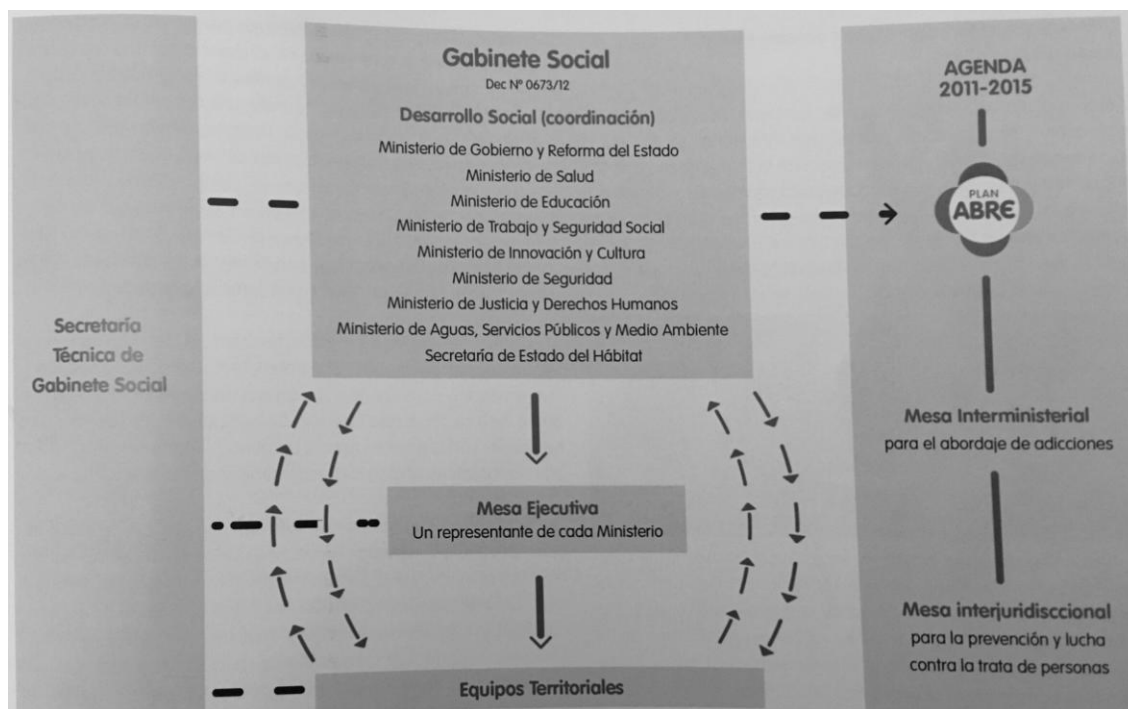 Secretaría
Técnica de
Gabinete Social
Gabinete Social
Dec Nº 0673/12
Desarrollo Social (coordinación)
Ministerio de Gobierno y Reforma del Estado
Ministerio de Salud
Ministerio de Educación
Ministerio de Trabajo y Seguridad Social
Ministerio de Innovación y Cultura
Ministerio de Seguridad
Ministerio de Justicia y Derechos Humanos
Ministerio de Aguas, Servicios Públicos y Medio Ambiente
Secretaría de Estado del Hábitat
Mesa Ejecutiva
Un representante de cada Ministerio
Equipos Territoriales
AGENDA
2011-2015
PLAN
ABRE
Mesa Interministerial
para el abordaje de adicciones
Mesa interjuridisccional
para la prevención y lucha
contra la trata de personas